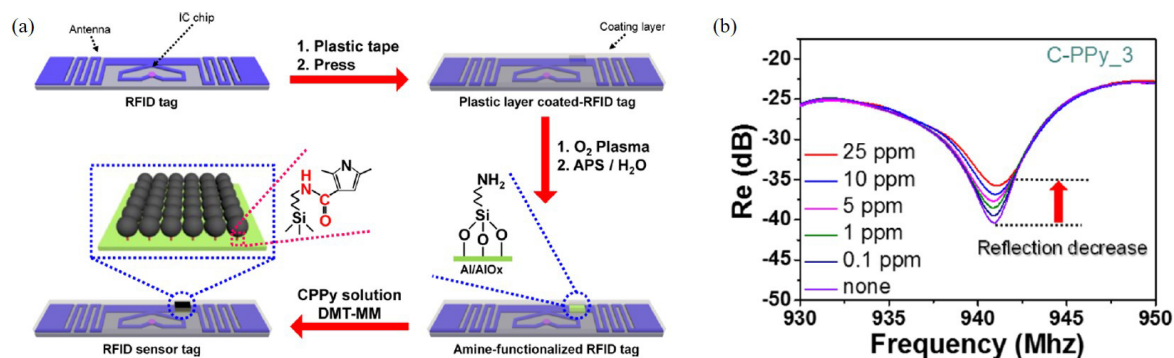 (a)
Antenna
IC chip
RFID tag
1. Plastic tape
2. Press
Coating layer
Plastic layer coated-RFID tag
1. O2 Plasma
2. APS / H2O
NH2
Si
O O O
Al/AlOx
Amine-functionalized RFID tag
CPPy solution
DMT-MM
H
N
N
C
O
Si
RFID sensor tag
(b)
C-PPy_3
Re (dB)
-20
-25
-30
-35
-40
-45
-50
25 ppm
10 ppm
5 ppm
1 ppm
0.1 ppm
none
Reflection decrease
930 935 940 945 950
Frequency (Mhz)